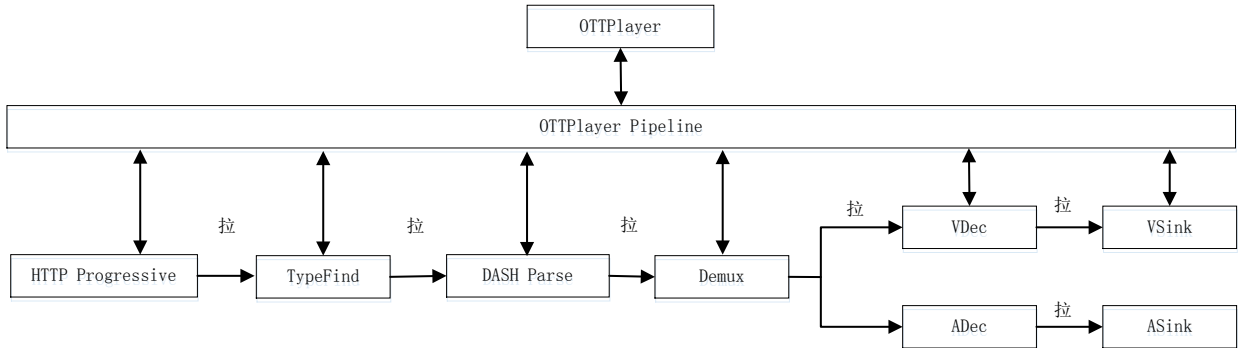 OTTPlayer
OTTPlayer Pipeline
拉
拉
拉
拉
拉
VDec
VSink
HTTP Progressive
TypeFind
DASH Parse
Demux
拉
ADec
ASink